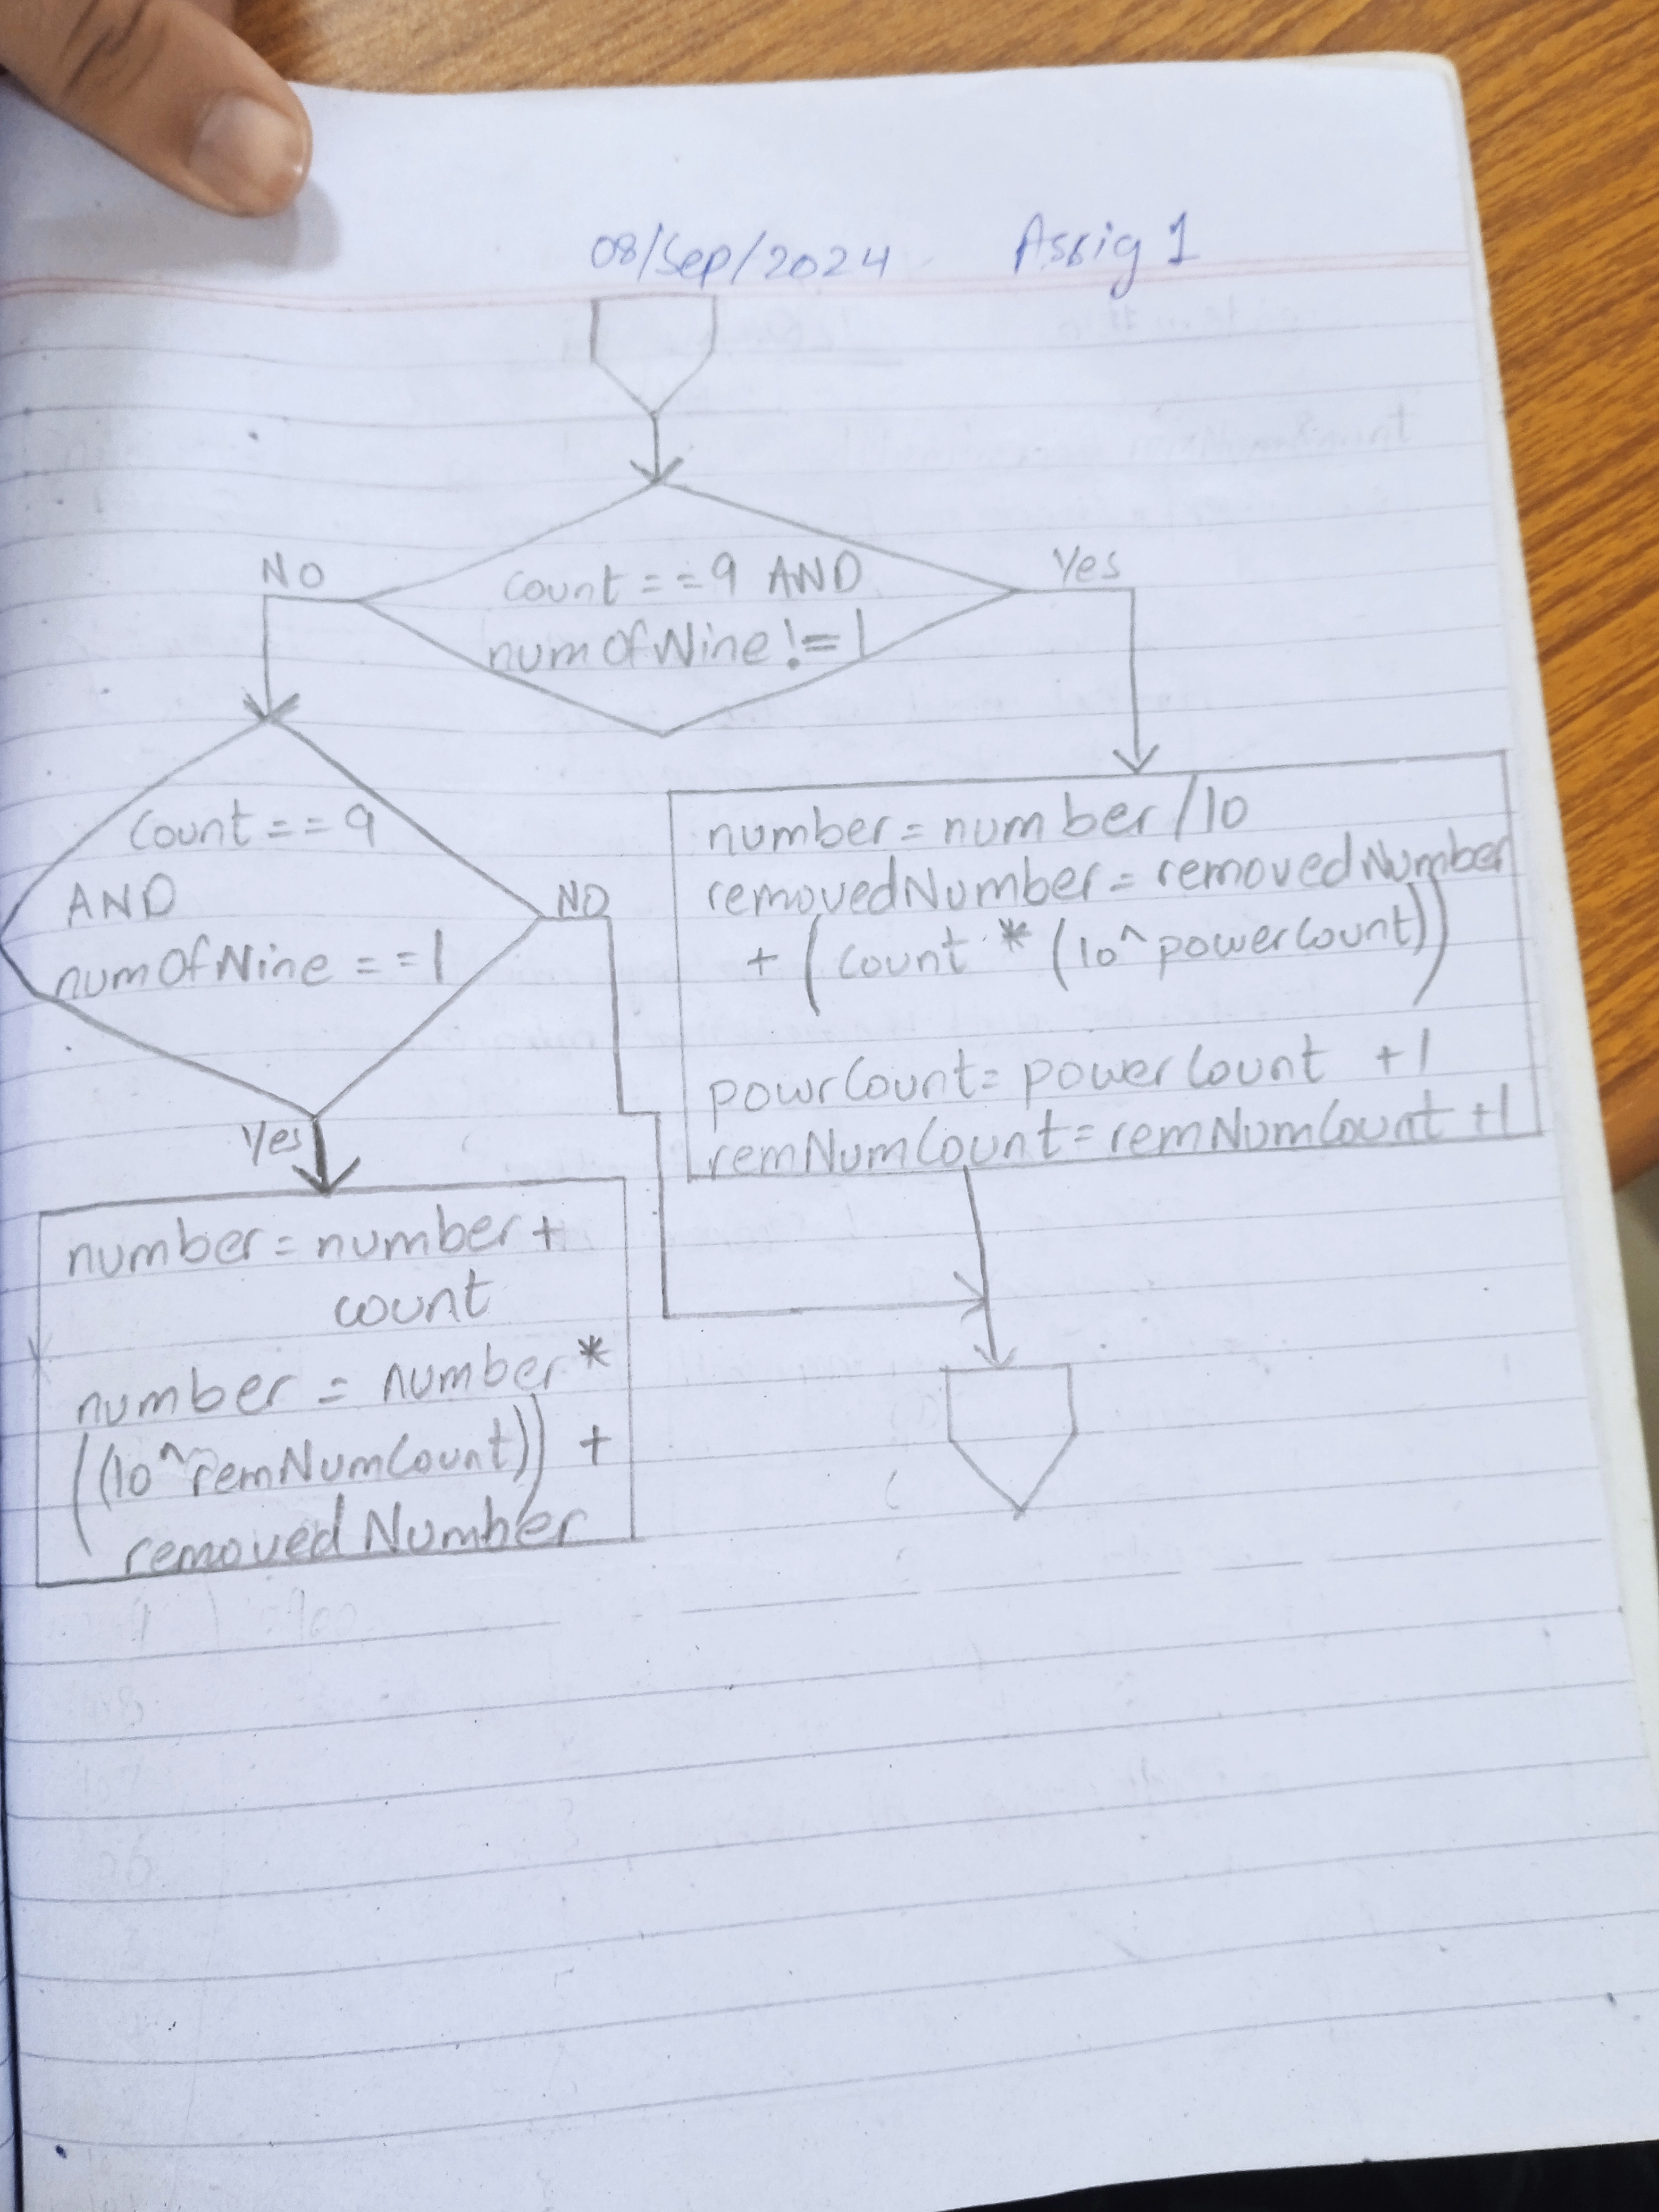 08/Sep/2024 Assig 1
NO
Yes
count==9 AND
numOfNine!=1
Count==9
AND
numOfNine==1
NO
Yes
number=number/10
removedNumber=removedNumber
+(count*(10^powerCount))
powrCount=powerCount +1
remNumCount=remNumCount+1
number=number+
count
number=number*
((10^remNumCount))+
removedNumber